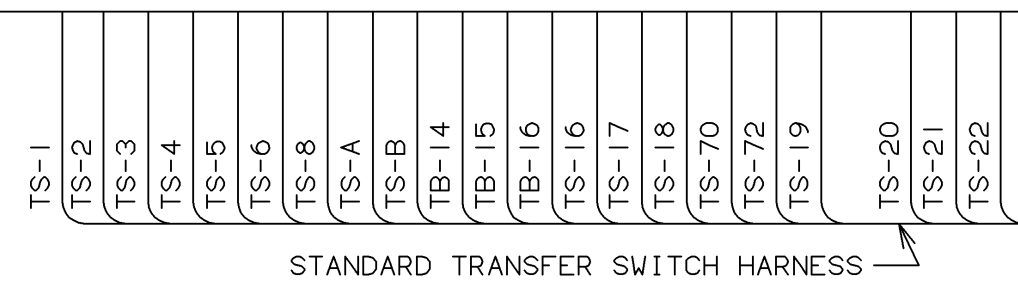 TS-1
TS-2
TS-3
TS-4
TS-5
TS-6
TS-8
TS-A
TS-B
TB-14
TB-15
TB-16
TS-16
TS-17
TS-18
TS-70
TS-72
TS-19
TS-20
TS-21
TS-22
STANDARD TRANSFER SWITCH HARNESS